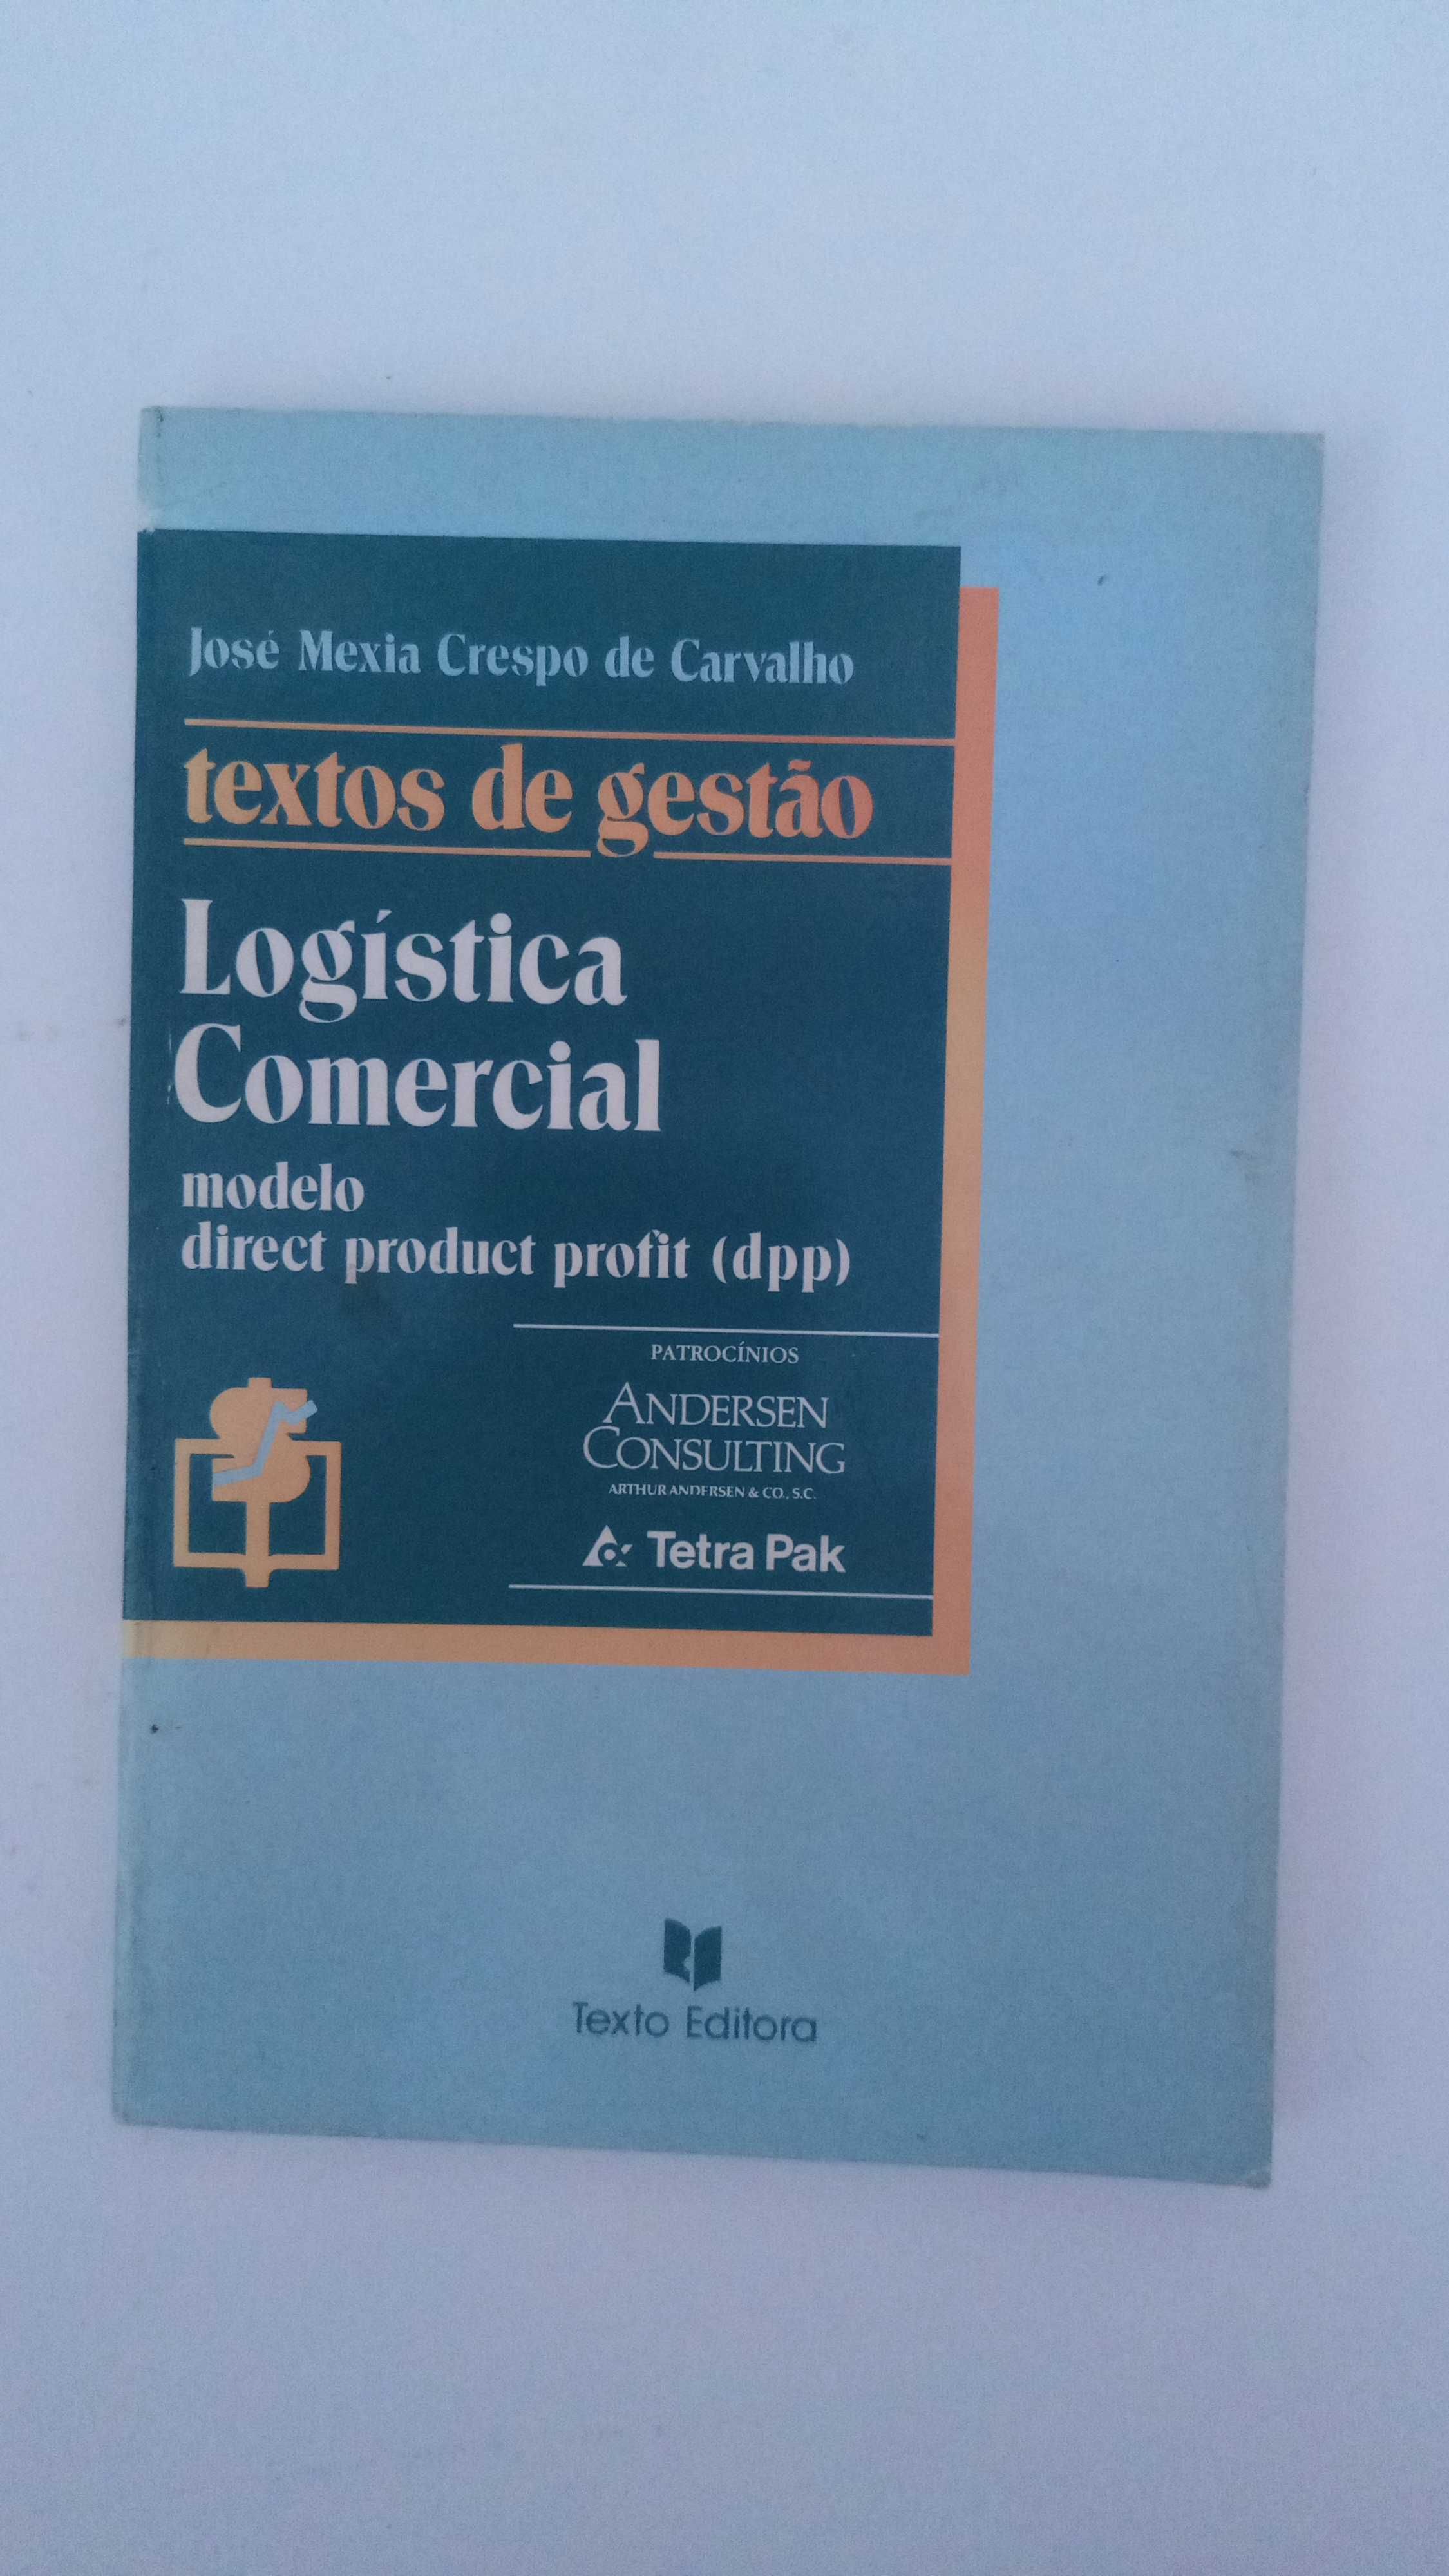 José Mexia Crespo de Carvalho
textos de gestão
Logística
Comercial
modelo
direct product profit (dpp)
PATROCÍNIOS
ANDERSEN
CONSULTING
ARTHUR ANDERSEN & CO., S.C.
Tetra Pak
Texto Editora